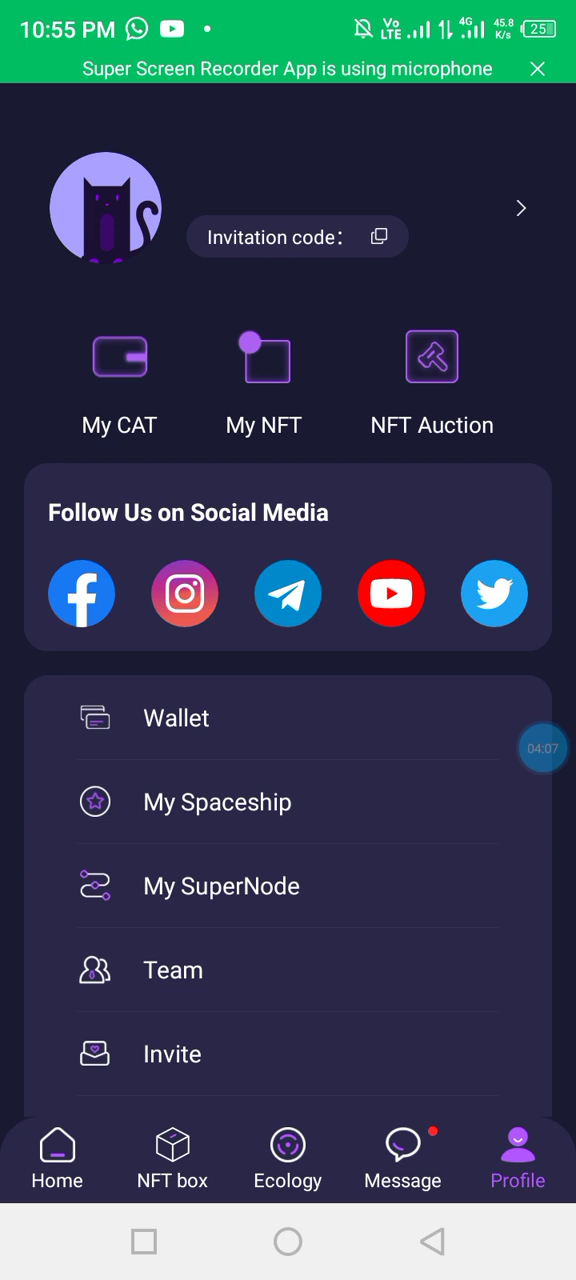 10:55 PM
Vo LTE 4G 45.8 K/s 25
Super Screen Recorder App is using microphone
Invitation code：
My CAT My NFT NFT Auction
Follow Us on Social Media
Wallet
04:07
My Spaceship
My SuperNode
Team
Invite
Home NFT box Ecology Message Profile